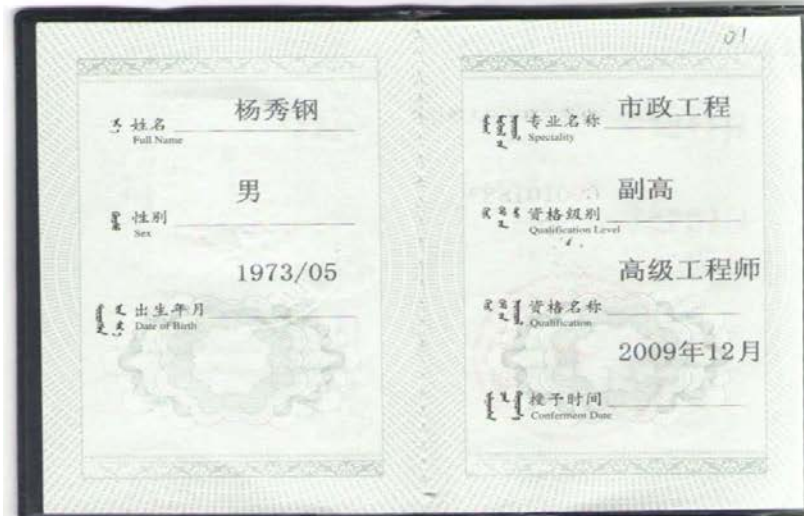 01
杨秀钢
姓名
Full Name
男
性别
Sex
1973/05
出生年月
Date of Birth
市政工程
专业名称
Speciality
副高
资格级别
Qualification Level
高级工程师
资格名称
Qualification
2009年12月
授予时间
Conferment Date